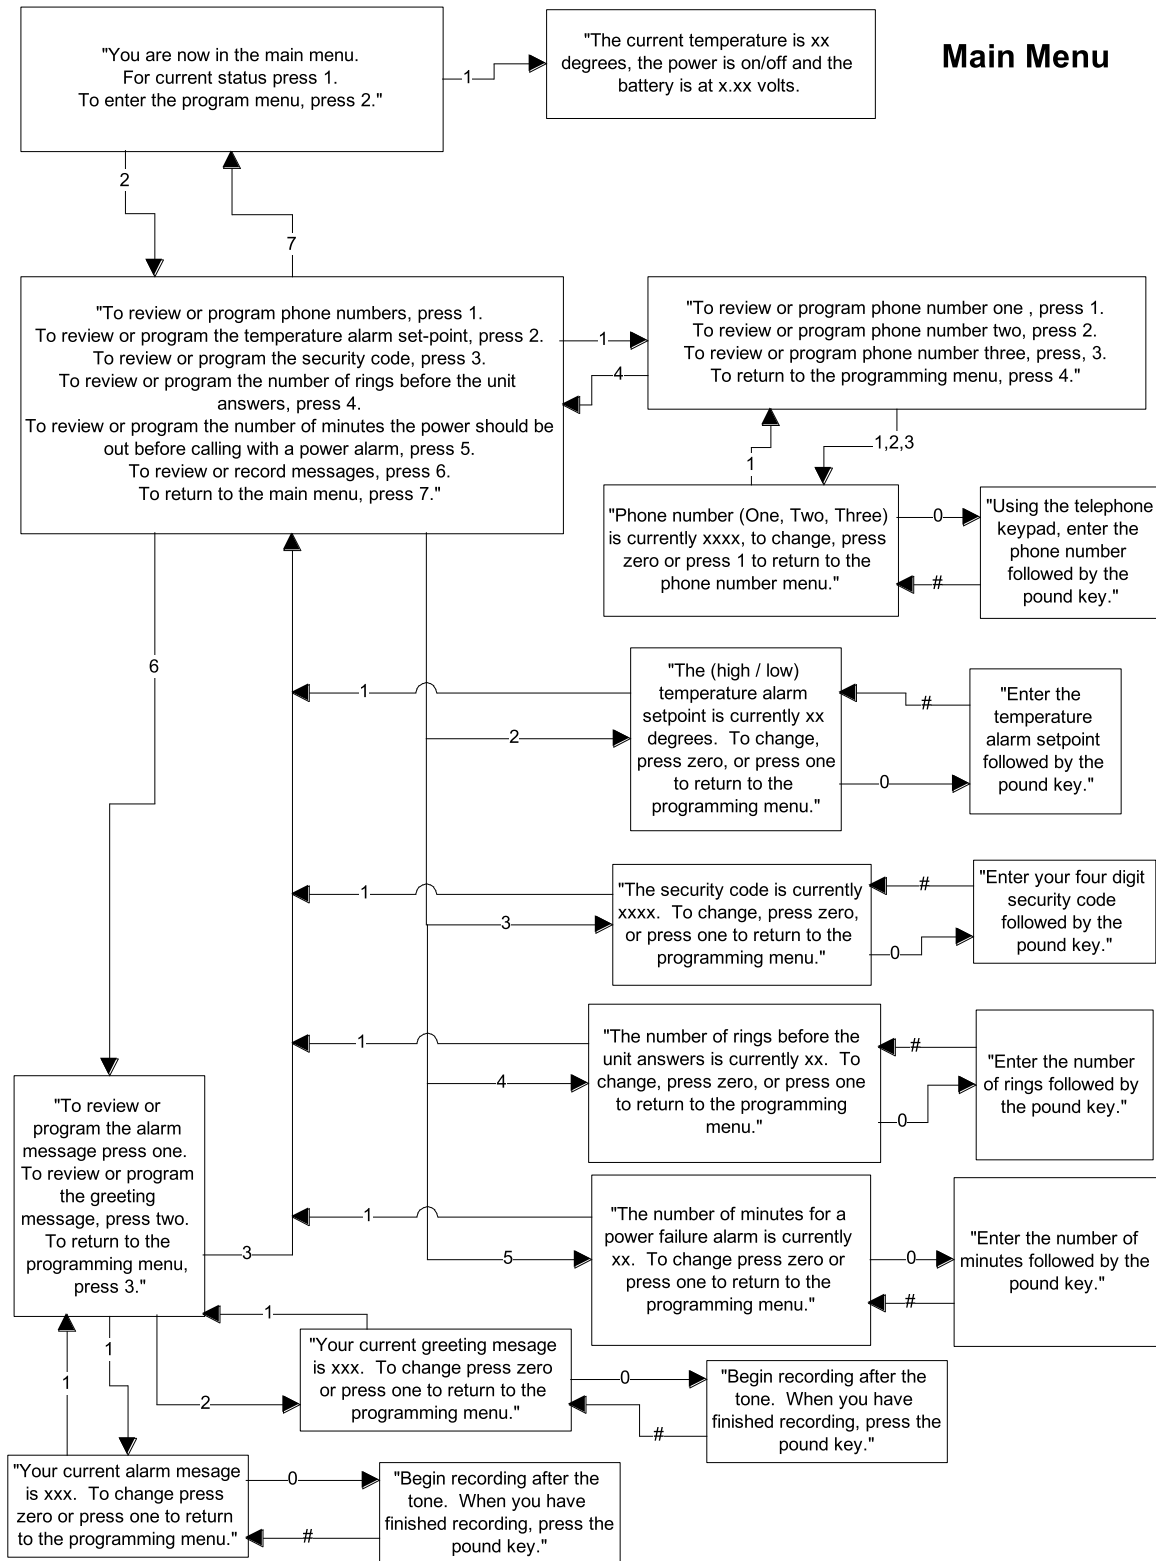 Main Menu
"You are now in the main menu.
For current status press 1.
To enter the program menu, press 2."
1
"The current temperature is xx
degrees, the power is on/off and the
battery is at x.xx volts.
2
7
"To review or program phone numbers, press 1.
To review or program the temperature alarm set-point, press 2.
To review or program the security code, press 3.
To review or program the number of rings before the unit
answers, press 4.
To review or program the number of minutes the power should be
out before calling with a power alarm, press 5.
To review or record messages, press 6.
To return to the main menu, press 7."
1
4
"To review or program phone number one , press 1.
To review or program phone number two, press 2.
To review or program phone number three, press, 3.
To return to the programming menu, press 4."
1
1,2,3
"Phone number (One, Two, Three)
is currently xxxx, to change, press
zero or press 1 to return to the
phone number menu."
0
#
"Using the telephone
keypad, enter the
phone number
followed by the
pound key."
6
1
2
"The (high / low)
temperature alarm
setpoint is currently xx
degrees.  To change,
press zero, or press one
to return to the
programming menu."
#
0
"Enter the
temperature
alarm setpoint
followed by the
pound key."
1
3
"The security code is currently
xxxx.  To change, press zero,
or press one to return to the
programming menu."
#
0
"Enter your four digit
security code
followed by the
pound key."
1
4
"The number of rings before the
unit answers is currently xx.  To
change, press zero, or press one
to return to the programming
menu."
#
0
"Enter the number
of rings followed by
the pound key."
"To review or
program the alarm
message press one.
To review or program
the greeting
message, press two.
To return to the
programming menu,
press 3."
3
1
5
"The number of minutes for a
power failure alarm is currently
xx.  To change press zero or
press one to return to the
programming menu."
0
#
"Enter the number of
minutes followed by the
pound key."
1
1
1
2
"Your current greeting mesage
is xxx.  To change press zero
or press one to return to the
programming menu."
0
#
"Begin recording after the
tone.  When you have
finished recording, press the
pound key."
"Your current alarm mesage
is xxx.  To change press
zero or press one to return
to the programming menu."
0
#
"Begin recording after the
tone.  When you have
finished recording, press the
pound key."